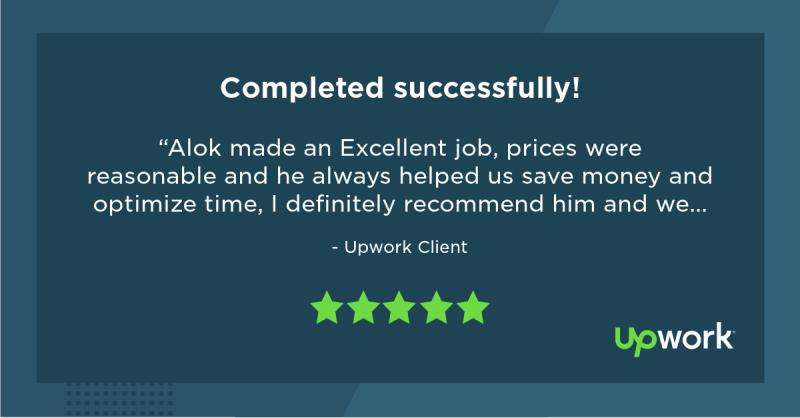 Completed successfully!
“Alok made an Excellent job, prices were
reasonable and he always helped us save money and
optimize time, I definitely recommend him and we...
- Upwork Client
upwork